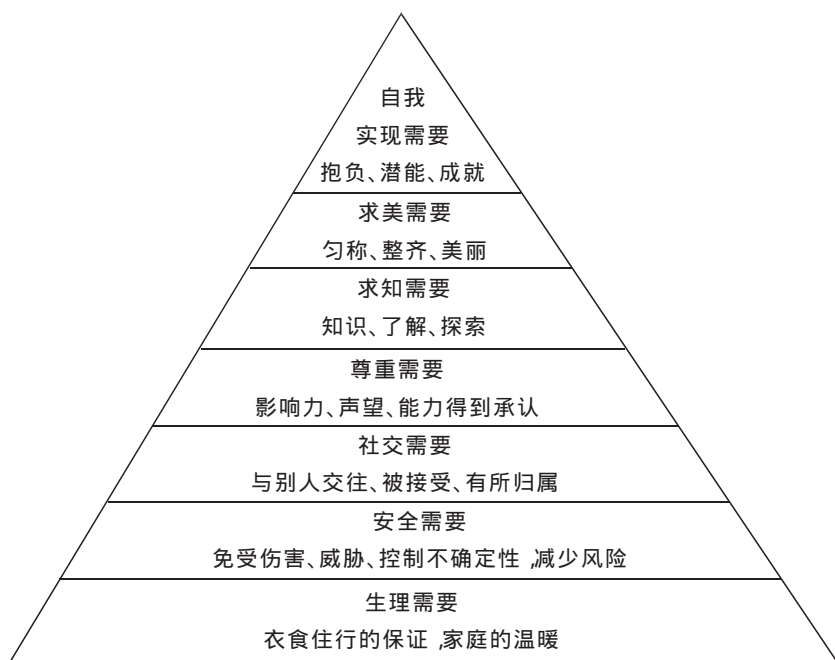 自我
实现需要
抱负、潜能、成就
求美需要
匀称、整齐、美丽
求知需要
知识、了解、探索
尊重需要
影响力、声望、能力得到承认
社交需要
与别人交往、被接受、有所归属
安全需要
免受伤害、威胁、控制不确定性,减少风险
生理需要
衣食住行的保证,家庭的温暖